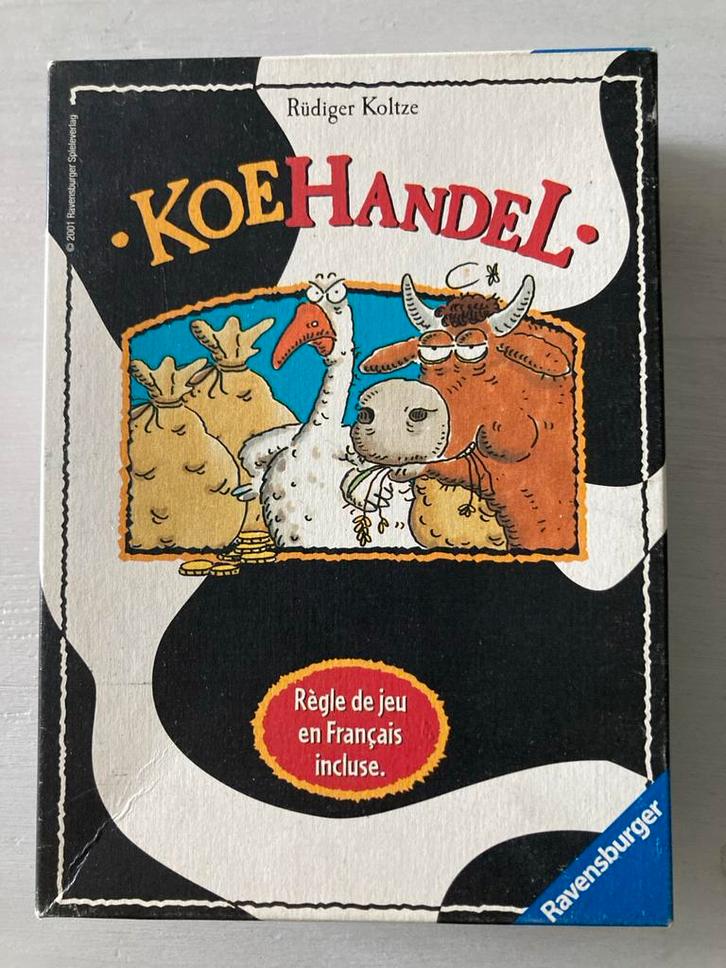 Rüdiger Koltze
© 2001 Ravensburger Spieleverlag
•KOEHANDEL•
Règle de jeu
en Français
incluse.
Ravensburger